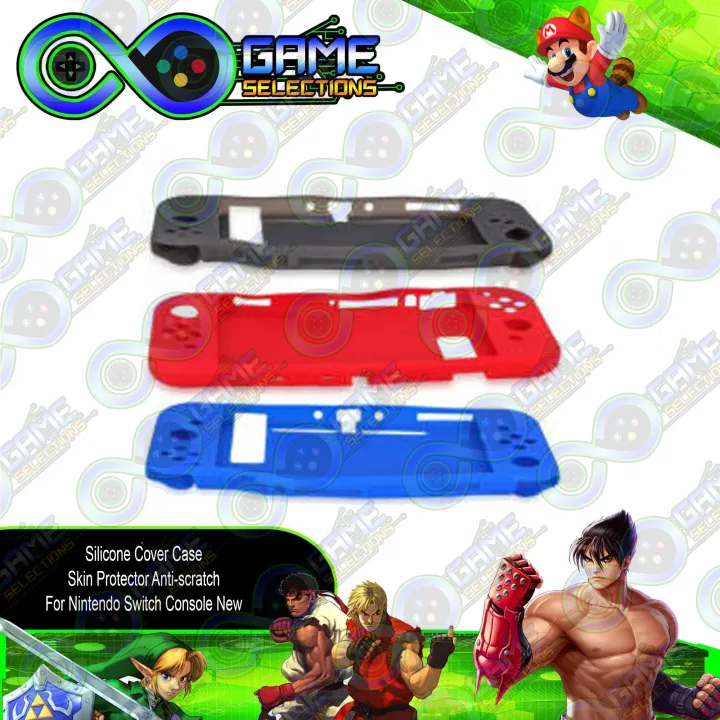 GAME
SELECTIONS
Silicone Cover Case
Skin Protector Anti-scratch
For Nintendo Switch Console New